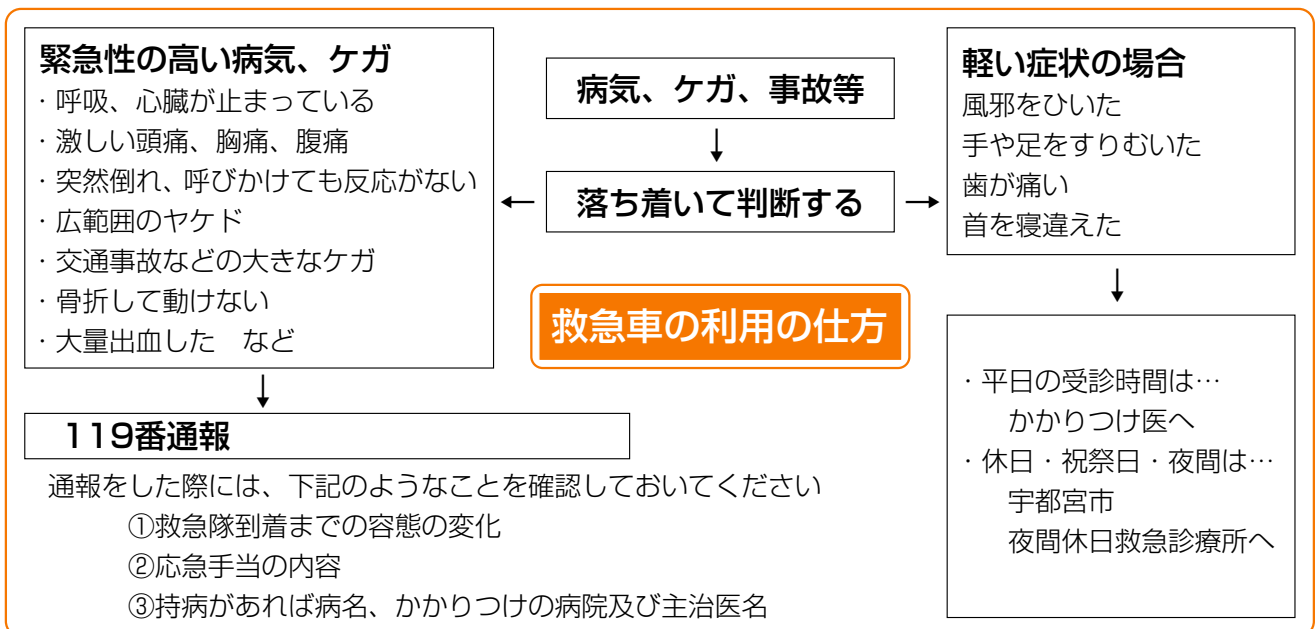 緊急性の高い病気、ケガ
・呼吸、心臓が止まっている
・激しい頭痛、胸痛、腹痛
・突然倒れ、呼びかけても反応がない
・広範囲のヤケド
・交通事故などの大きなケガ
・骨折して動けない
・大量出血した　など
病気、ケガ、事故等
↓
← 落ち着いて判断する →
軽い症状の場合
風邪をひいた
手や足をすりむいた
歯が痛い
首を寝違えた
↓
救急車の利用の仕方
↓
119番通報
通報をした際には、下記のようなことを確認しておいてください
①救急隊到着までの容態の変化
②応急手当の内容
③持病があれば病名、かかりつけの病院及び主治医名
・平日の受診時間は…
かかりつけ医へ
・休日・祝祭日・夜間は…
宇都宮市
夜間休日救急診療所へ